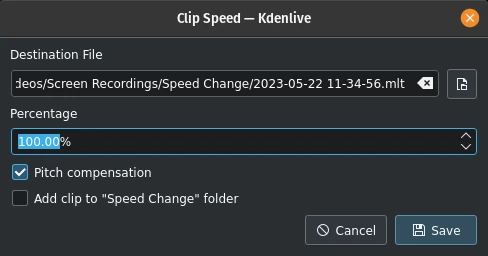 Clip Speed — Kdenlive
Destination File
deos/Screen Recordings/Speed Change/2023-05-22 11-34-56.mlt
Percentage
100.00%
Pitch compensation
Add clip to "Speed Change" folder
Cancel
Save